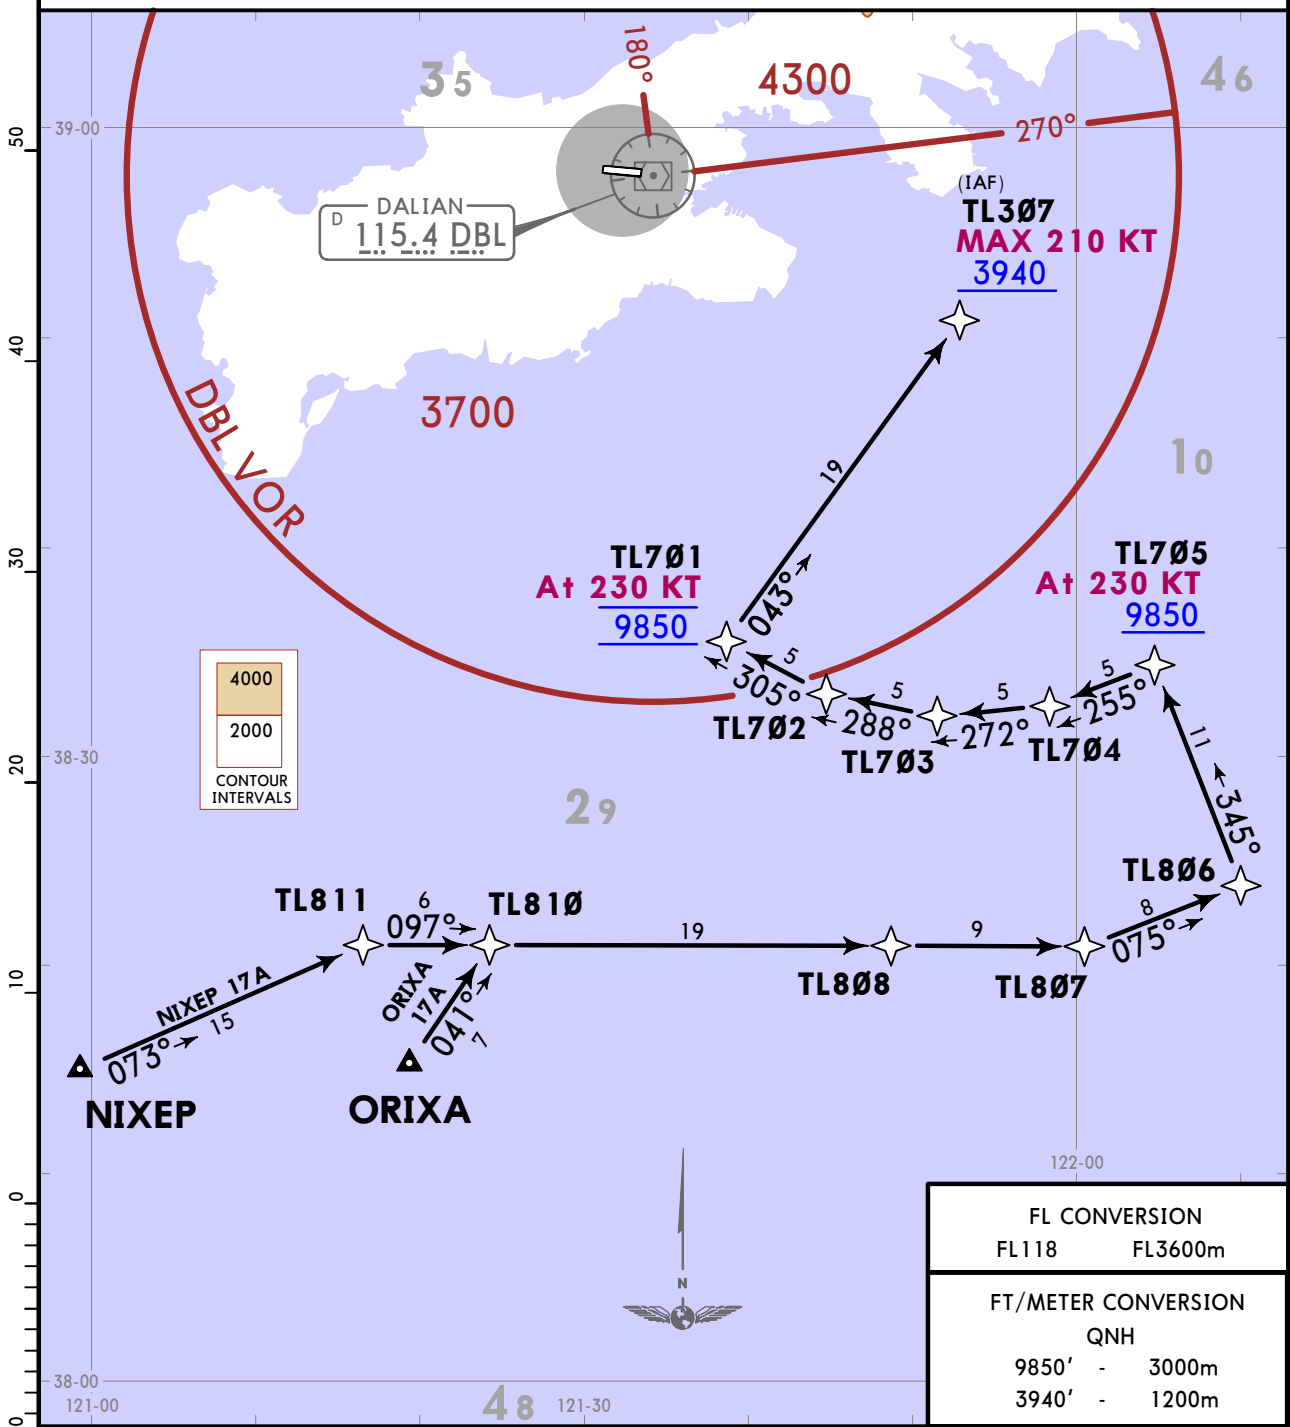 35
180°
4300
46
50
39-00
270°
(IAF)
TL3Ø7
MAX 210 KT
3940
DALIAN
D 115.4 DBL
40
3700
DBL VOR
19
10
30
TL7Ø1
At 230 KT
9850
043°
TL7Ø5
At 230 KT
9850
4000
2000
CONTOUR
INTERVALS
5
305°
TL7Ø2
5
288°
TL7Ø3
5
272°
TL7Ø4
5
255°
20
38-30
29
11
345°
TL8Ø6
TL811
6
097°
TL81Ø
19
TL8Ø8
9
TL8Ø7
8
075°
10
NIXEP 17A
073°
15
ORIXA
17A
041°
7
NIXEP
ORIXA
122-00
0
N
FL CONVERSION
FL118 FL3600m
FT/METER CONVERSION
QNH
9850' - 3000m
3940' - 1200m
38-00
121-00
48
121-30
0